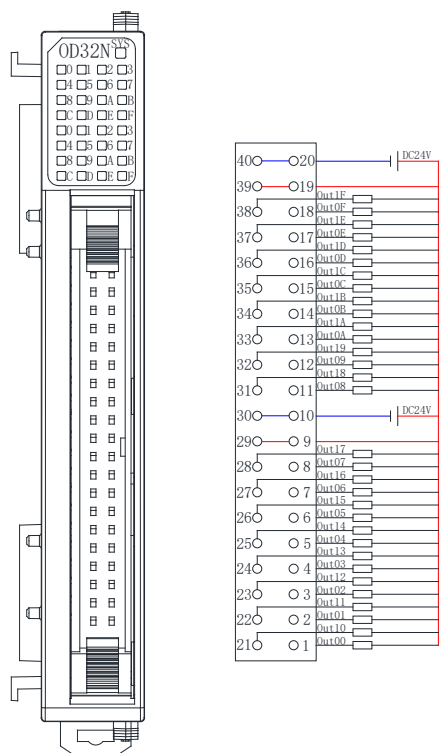 OD32N SYS
0 1 2 3
4 5 6 7
8 9 A B
C D E F
0 1 2 3
4 5 6 7
8 9 A B
C D E F
40 20 DC24V
39 19
Out1F
38 18 Out0F
Out1E
37 17 Out0E
Out1D
36 16 Out0D
Out1C
35 15 Out0C
Out1B
34 14 Out0B
Out1A
33 13 Out0A
Out19
32 12 Out09
Out18
31 11 Out08
30 10 DC24V
29 9
Out17
28 8 Out07
Out16
27 7 Out06
Out15
26 6 Out05
Out14
25 5 Out04
Out13
24 4 Out03
Out12
23 3 Out02
Out11
22 2 Out01
Out10
21 1 Out00